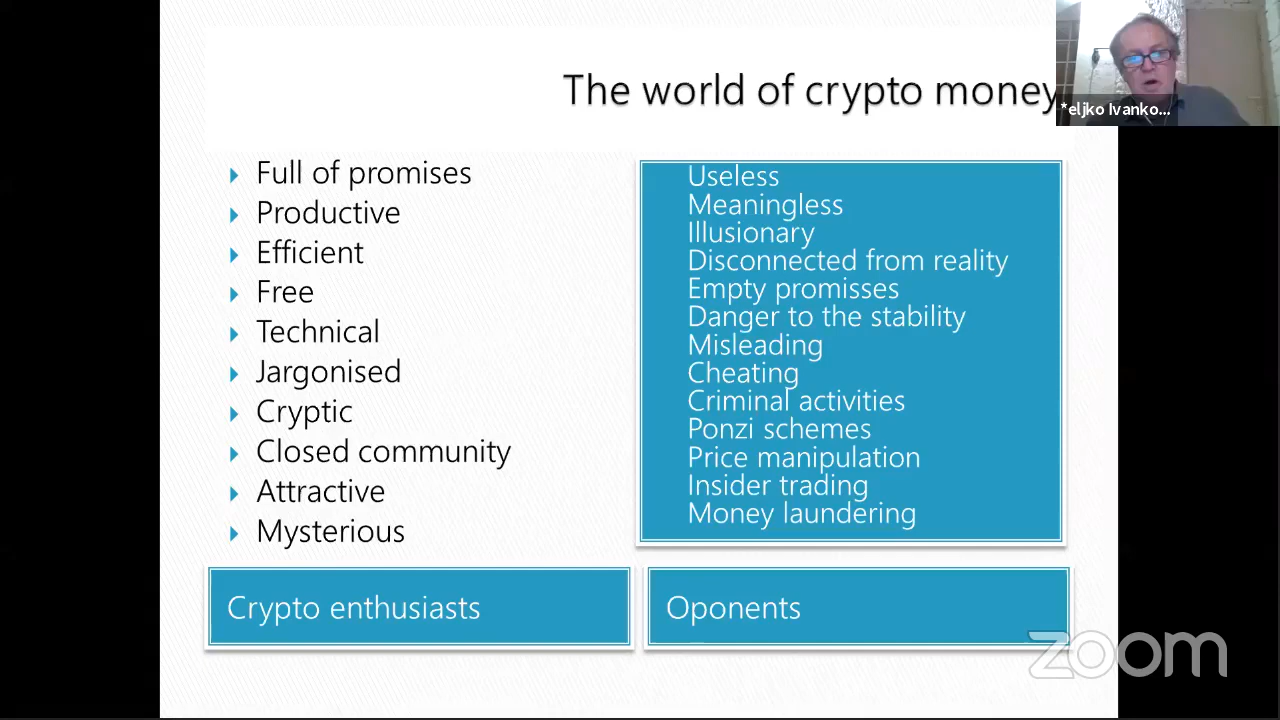 The world of crypto money
*eljko Ivanko...
Full of promises
Productive
Efficient
Free
Technical
Jargonised
Cryptic
Closed community
Attractive
Mysterious
Useless
Meaningless
Illusionary
Disconnected from reality
Empty promisses
Danger to the stability
Misleading
Cheating
Criminal activities
Ponzi schemes
Price manipulation
Insider trading
Money laundering
Crypto enthusiasts
Oponents
zoom